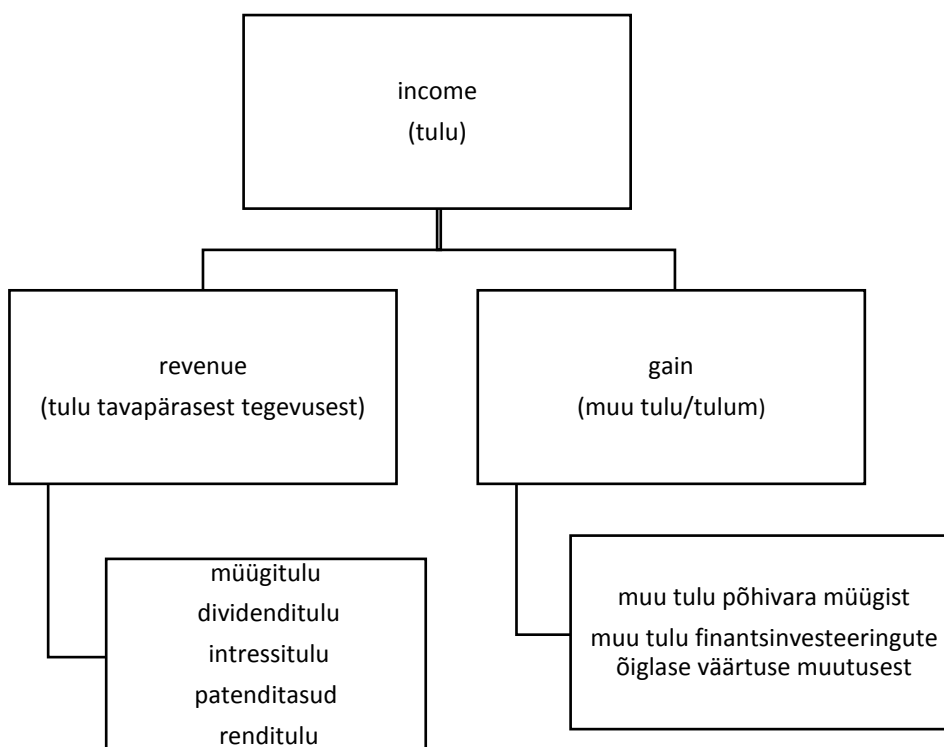 income
(tulu)
revenue
(tulu tavapärasest tegevusest)
gain
(muu tulu/tulum)
müügitulu
dividenditulu
intressitulu
patenditasud
renditulu
muu tulu põhivara müügist
muu tulu finantsinvesteeringute
õiglase väärtuse muutusest